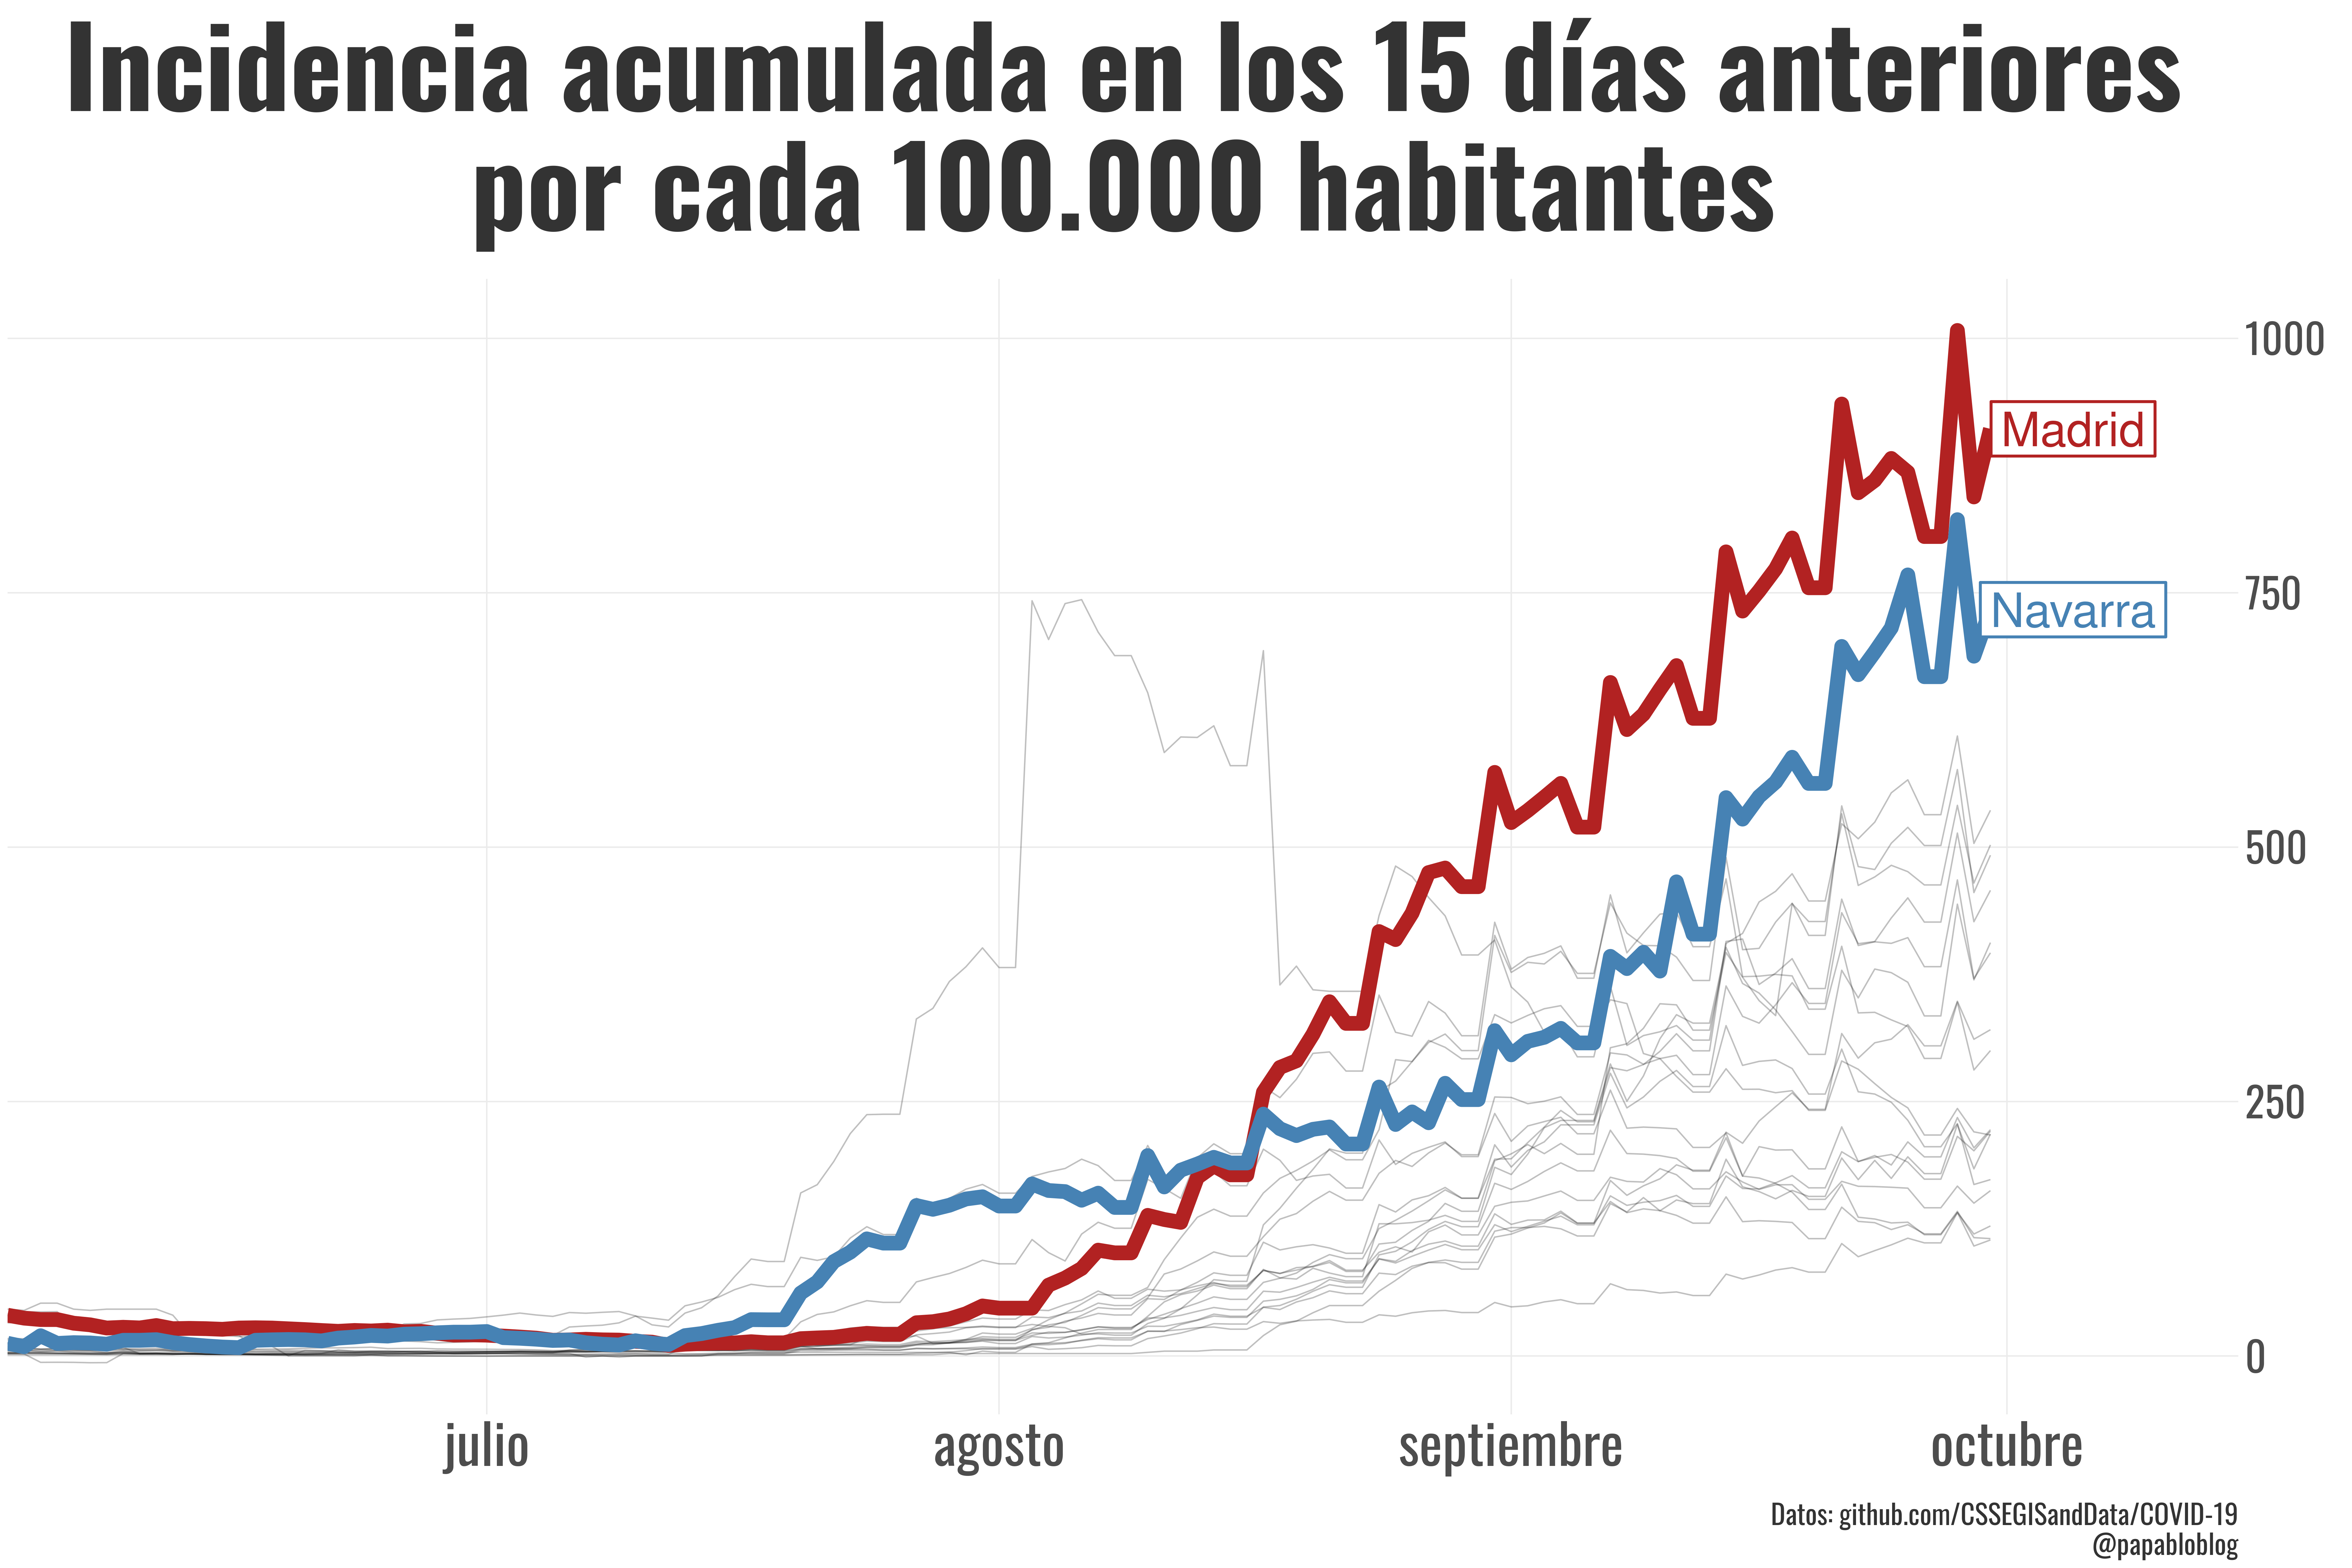 Incidencia acumulada en los 15 días anteriores
por cada 100.000 habitantes
1000
Madrid
750
Navarra
500
250
0
julio
agosto
septiembre
octubre
Datos: github.com/CSSEGISandData/COVID-19
@papabloblog